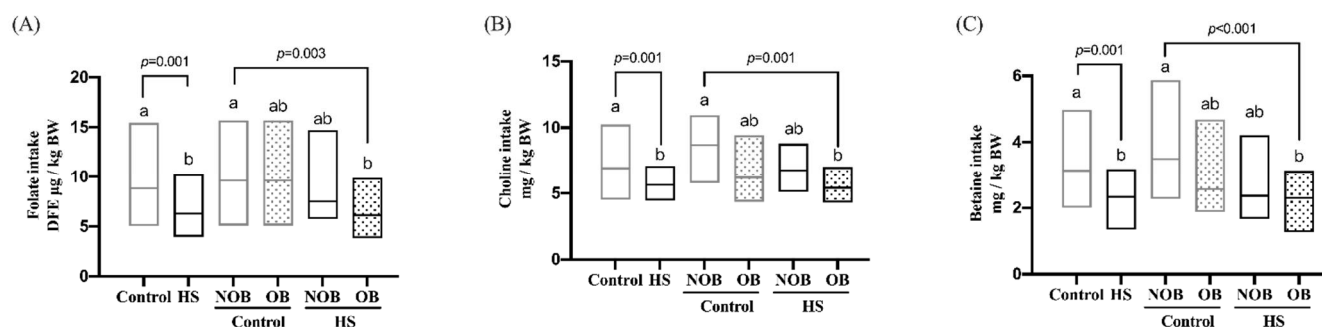 (A)
Folate intake
DFE µg / kg BW
20
15
10
5
0
p=0.001
p=0.003
a
b
a
ab
ab
b
Control HS NOB OB NOB OB
Control HS
(B)
Choline intake
mg / kg BW
15
10
5
0
p=0.001
p=0.001
a
b
a
ab
ab
b
Control HS NOB OB NOB OB
Control HS
(C)
Betaine intake
mg / kg BW
6
4
2
0
p=0.001
p<0.001
a
b
a
ab
ab
b
Control HS NOB OB NOB OB
Control HS